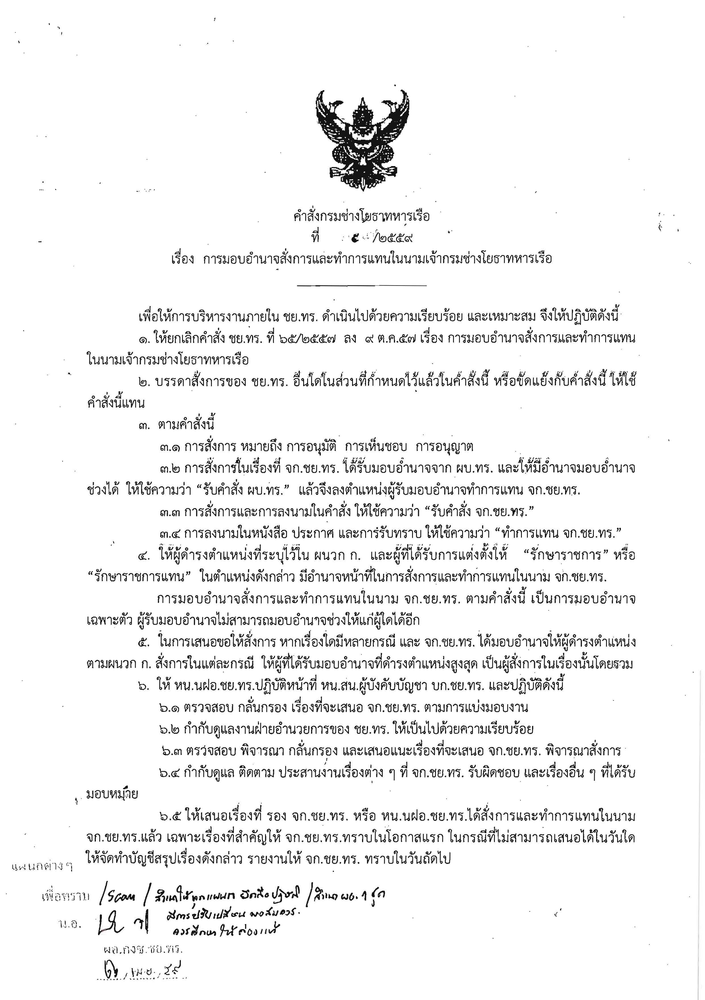 คำสั่งกรมช่างโยธาทหารเรือ
ที่ ๕ /๒๕๕๙
เรื่อง การมอบอำนาจสั่งการและทำการแทนในนามเจ้ากรมช่างโยธาทหารเรือ
เพื่อให้การบริหารงานภายใน ชย.ทร. ดำเนินไปด้วยความเรียบร้อย และเหมาะสม จึงให้ปฏิบัติดังนี้
๑. ให้ยกเลิกคำสั่ง ชย.ทร. ที่ ๖๕/๒๕๕๗ ลง ๙ ต.ค.๕๗ เรื่อง การมอบอำนาจสั่งการและทำการแทน
ในนามเจ้ากรมช่างโยธาทหารเรือ
๒. บรรดาสั่งการของ ชย.ทร. อื่นใดในส่วนที่กำหนดไว้แล้วในคำสั่งนี้ หรือขัดแย้งกับคำสั่งนี้ ให้ใช้
คำสั่งนี้แทน
๓. ตามคำสั่งนี้
๓.๑ การสั่งการ หมายถึง การอนุมัติ การเห็นชอบ การอนุญาต
๓.๒ การสั่งการในเรื่องที่ จก.ชย.ทร. ได้รับมอบอำนาจจาก ผบ.ทร. และให้มีอำนาจมอบอำนาจ
ช่วงได้ ให้ใช้ความว่า “รับคำสั่ง ผบ.ทร.” แล้วจึงลงตำแหน่งผู้รับมอบอำนาจทำการแทน จก.ชย.ทร.
๓.๓ การสั่งการและการลงนามในคำสั่ง ให้ใช้ความว่า “รับคำสั่ง จก.ชย.ทร.”
๓.๔ การลงนามในหนังสือ ประกาศ และการรับทราบ ให้ใช้ความว่า “ทำการแทน จก.ชย.ทร.”
๔. ให้ผู้ดำรงตำแหน่งที่ระบุไว้ใน ผนวก ก. และผู้ที่ได้รับการแต่งตั้งให้ “รักษาราชการ” หรือ
“รักษาราชการแทน” ในตำแหน่งดังกล่าว มีอำนาจหน้าที่ในการสั่งการและทำการแทนในนาม จก.ชย.ทร.
การมอบอำนาจสั่งการและทำการแทนในนาม จก.ชย.ทร. ตามคำสั่งนี้ เป็นการมอบอำนาจ
เฉพาะตัว ผู้รับมอบอำนาจไม่สามารถมอบอำนาจช่วงให้แก่ผู้ใดได้อีก
๕. ในการเสนอขอให้สั่งการ หากเรื่องใดมีหลายกรณี และ จก.ชย.ทร. ได้มอบอำนาจให้ผู้ดำรงตำแหน่ง
ตามผนวก ก. สั่งการในแต่ละกรณี ให้ผู้ที่ได้รับมอบอำนาจที่ดำรงตำแหน่งสูงสุด เป็นผู้สั่งการในเรื่องนั้นโดยรวม
๖. ให้ หน.นฝอ.ชย.ทร.ปฏิบัติหน้าที่ หน.สน.ผู้บังคับบัญชา บก.ชย.ทร. และปฏิบัติดังนี้
๖.๑ ตรวจสอบ กลั่นกรอง เรื่องที่จะเสนอ จก.ชย.ทร. ตามการแบ่งมอบงาน
๖.๒ กำกับดูแลงานฝ่ายอำนวยการของ ชย.ทร. ให้เป็นไปด้วยความเรียบร้อย
๖.๓ ตรวจสอบ พิจารณา กลั่นกรอง และเสนอแนะเรื่องที่จะเสนอ จก.ชย.ทร. พิจารณาสั่งการ
๖.๔ กำกับดูแล ติดตาม ประสานงานเรื่องต่าง ๆ ที่ จก.ชย.ทร. รับผิดชอบ และเรื่องอื่น ๆ ที่ได้รับ
มอบหมาย
๖.๕ ให้เสนอเรื่องที่ รอง จก.ชย.ทร. หรือ หน.นฝอ.ชย.ทร.ได้สั่งการและทำการแทนในนาม
จก.ชย.ทร.แล้ว เฉพาะเรื่องที่สำคัญให้ จก.ชย.ทร.ทราบในโอกาสแรก ในกรณีที่ไม่สามารถเสนอได้ในวันใด
ให้จัดทำบัญชีสรุปเรื่องดังกล่าว รายงานให้ จก.ชย.ทร. ทราบในวันถัดไป
แผนกต่าง ๆ
เพื่อทราบ /Scan / สำเนาให้ทุกแผนก ยึดถือปฏิบัติ /สำเนา ผอ. ๑ ชุด
มีการปรับเปลี่ยน พอสมควร.
น.อ.
ควรศึกษา ให้ถ่องแท้
ผอ.กงช.ชย.ทร.
/ เม.ย. / ๕๙